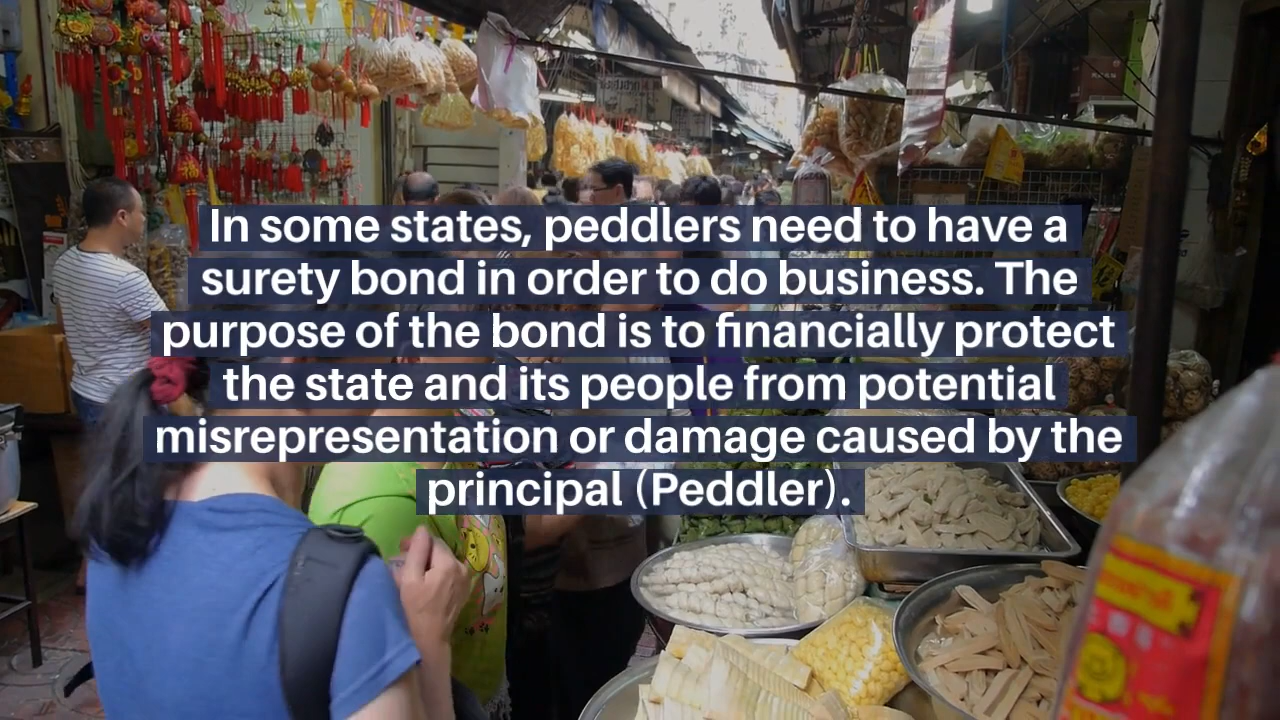 In some states, peddlers need to have a
surety bond in order to do business. The
purpose of the bond is to financially protect
the state and its people from potential
misrepresentation or damage caused by the
principal (Peddler).